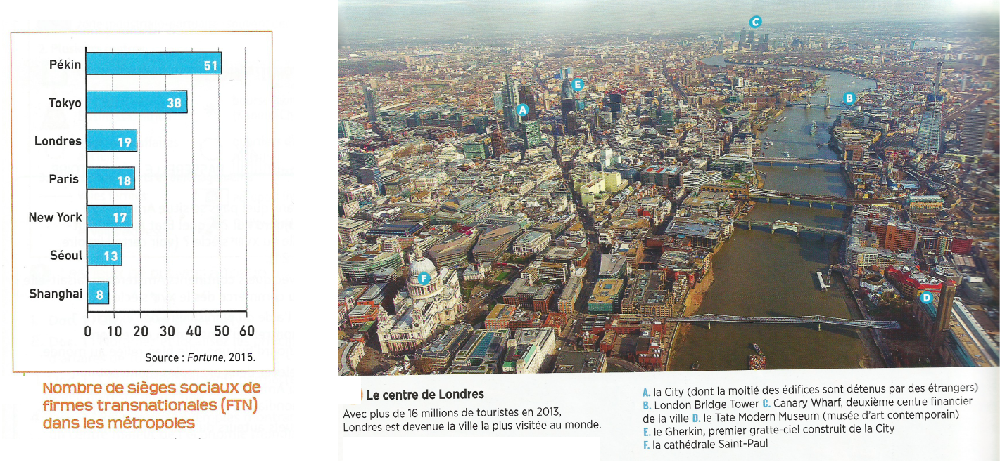 Pékin
51
Tokyo
38
Londres
19
Paris
18
New York
17
Séoul
13
Shanghai
8
0 10 20 30 40 50 60
Source : Fortune, 2015.
Nombre de sièges sociaux de
firmes transnationales (FTN)
dans les métropoles
C
E
A
B
F
D
Le centre de Londres
Avec plus de 16 millions de touristes en 2013,
Londres est devenue la ville la plus visitée au monde.
A. la City (dont la moitié des édifices sont détenus par des étrangers)
B. London Bridge Tower C. Canary Wharf, deuxième centre financier
de la ville D. le Tate Modern Museum (musée d'art contemporain)
E. le Gherkin, premier gratte-ciel construit de la City
F. la cathédrale Saint-Paul